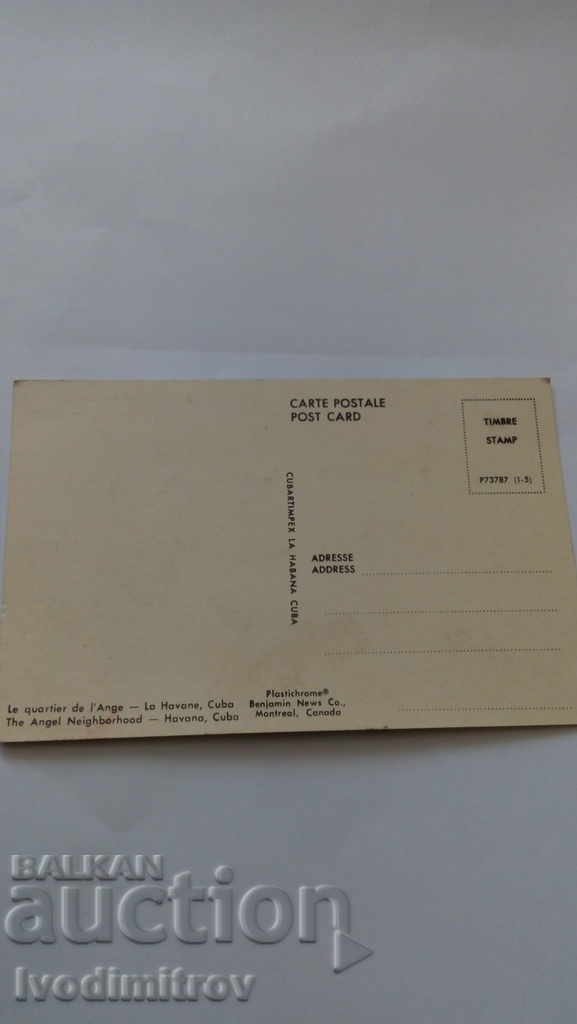 CARTE POSTALE
POST CARD
TIMBRE
STAMP
P73787 (1-5)
CUBARTIMPEX LA HABANA CUBA
ADRESSE
ADDRESS
Le quartier de l'Ange — La Havane, Cuba
The Angel Neighborhood — Havana, Cuba
Plastichrome®
Benjamin News Co.,
Montreal, Canada
BALKAN
auction
Ivodimitrov